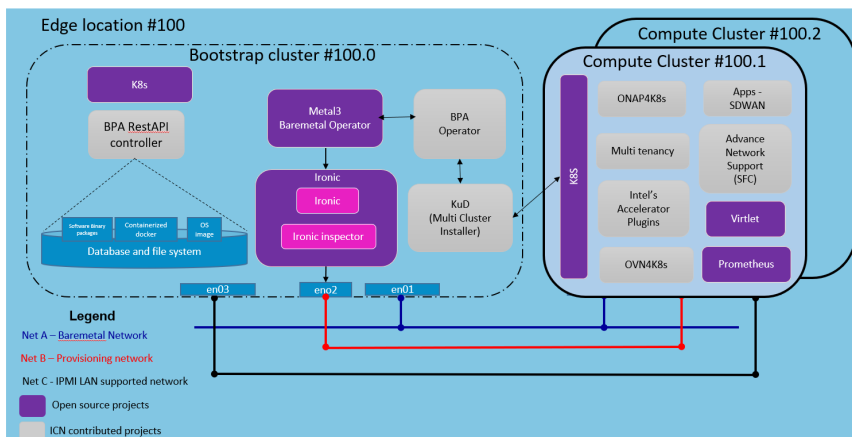 Edge location #100
Bootstrap cluster #100.0
K8s
BPA RestAPI
controller
Software Binary
packages
Containerized
docker
OS
image
Database and file system
Metal3
Baremetal Operator
BPA
Operator
Ironic
Ironic
Ironic inspector
KuD
(Multi Cluster
Installer)
en03
eno2
en01
Compute Cluster #100.2
Compute Cluster #100.1
K8S
ONAP4K8s
Apps -
SDWAN
Multi tenancy
Advance
Network
Support
(SFC)
Intel's
Accelerator
Plugins
Virtlet
OVN4K8s
Prometheus
Legend
Net A – Baremetal Network
Net B – Provisioning network
Net C - IPMI LAN supported network
Open source projects
ICN contributed projects